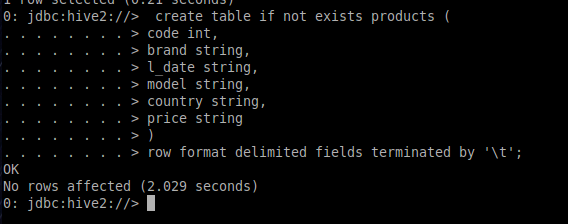 1 row selected (0.21 seconds)
0: jdbc:hive2://>  create table if not exists products (
. . . . . . . . > code int,
. . . . . . . . > brand string,
. . . . . . . . > l_date string,
. . . . . . . . > model string,
. . . . . . . . > country string,
. . . . . . . . > price string
. . . . . . . . > )
. . . . . . . . > row format delimited fields terminated by '\t';
OK
No rows affected (2.029 seconds)
0: jdbc:hive2://>